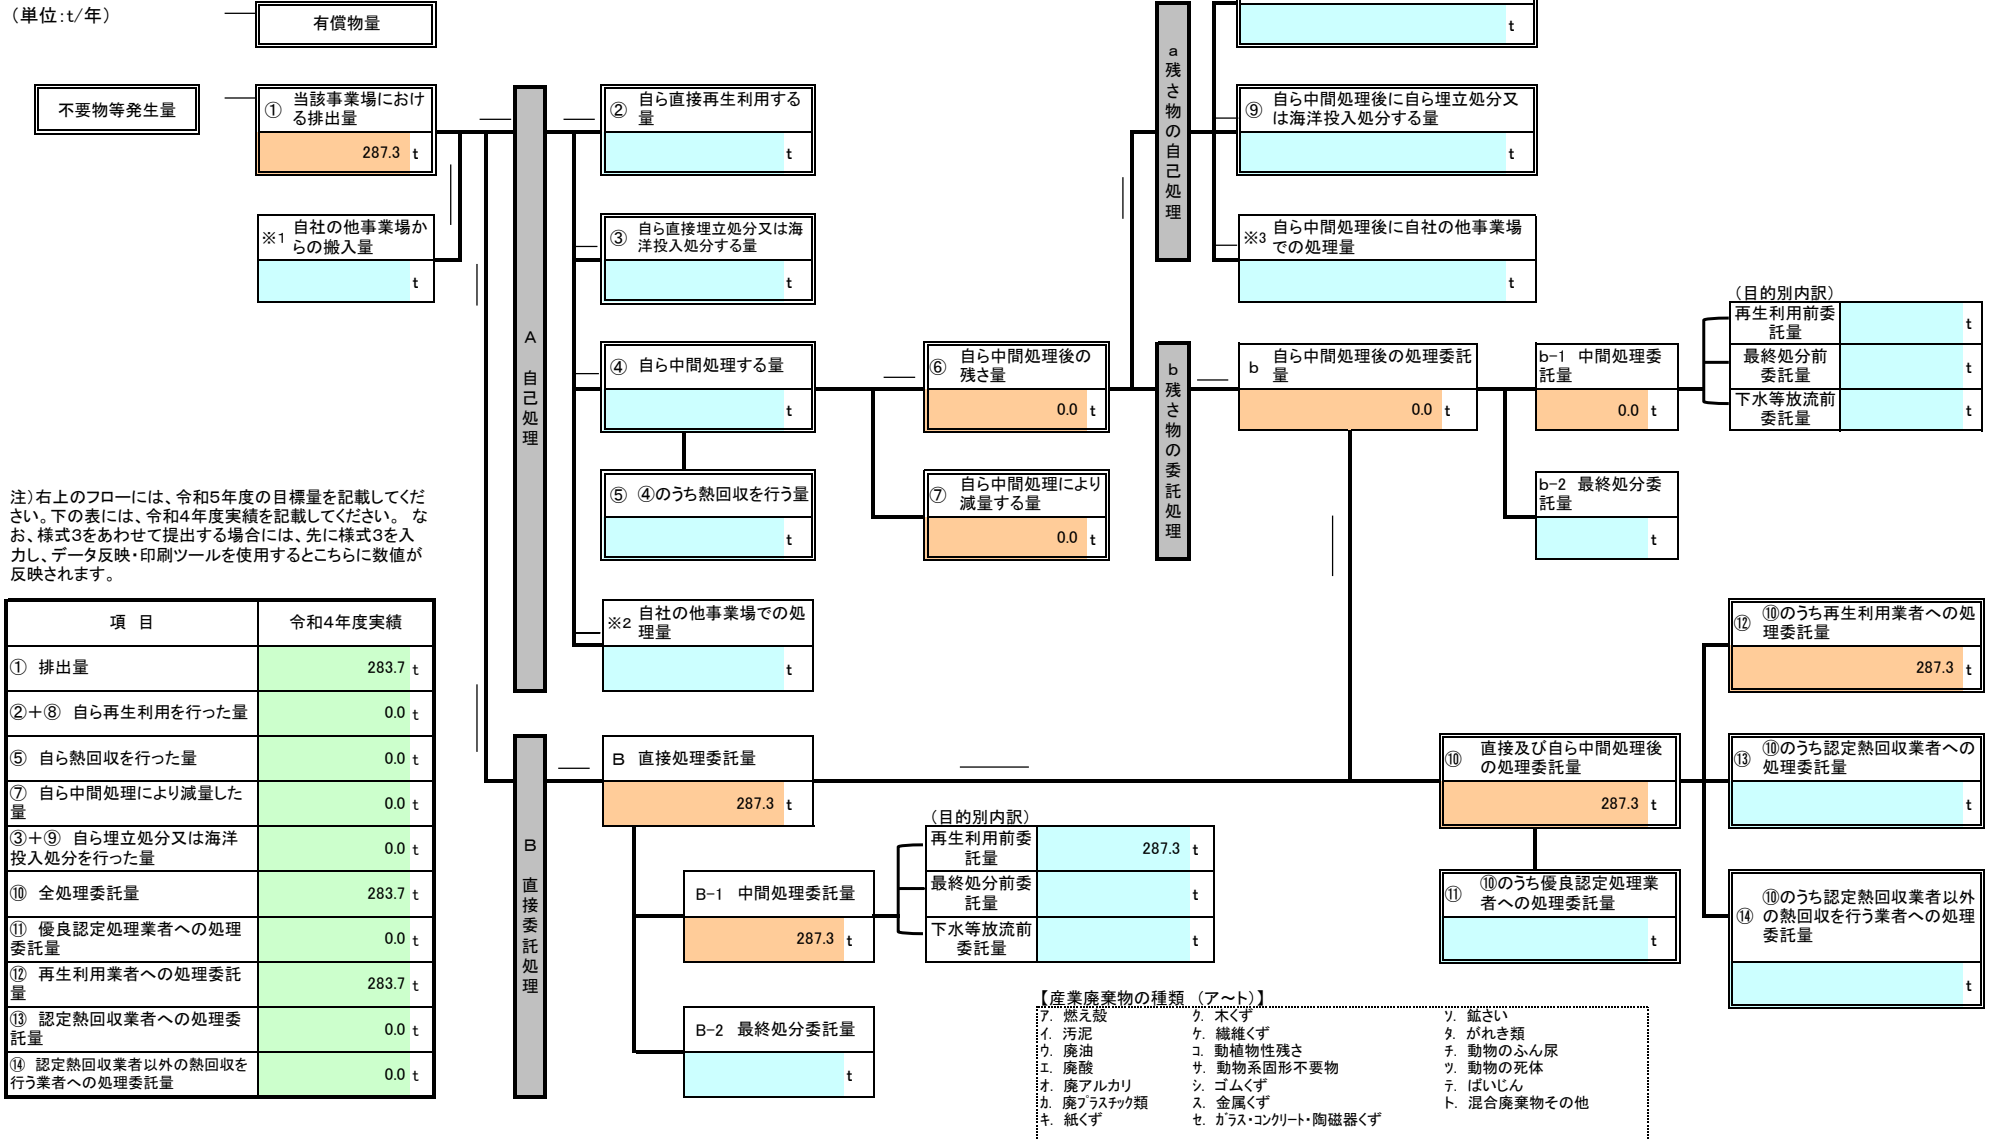 （単位：t/年）
有償物量
t
不要物等発生量
① 当該事業場におけ
る排出量
287.3 t
※1 自社の他事業場か
らの搬入量
t
A 自己処理
② 自ら直接再生利用する
量
t
③ 自ら直接埋立処分又は海
洋投入処分する量
t
④ 自ら中間処理する量
t
⑤ ④のうち熱回収を行う量
t
※2 自社の他事業場での処
理量
t
⑥ 自ら中間処理後の
残さ量
0.0 t
⑦ 自ら中間処理により
減量する量
0.0 t
a 残さ物の自己処理
⑨ 自ら中間処理後に自ら埋立処分又
は海洋投入処分する量
t
※3 自ら中間処理後に自社の他事業場
での処理量
t
b 残さ物の委託処理
b 自ら中間処理後の処理委託
量
0.0 t
b-1 中間処理委
託量
0.0 t
b-2 最終処分委
託量
t
（目的別内訳）
再生利用前委
託量
t
最終処分前
委託量
t
下水等放流前
委託量
t
注）右上のフローには、令和５年度の目標量を記載してくだ
さい。下の表には、令和４年度実績を記載してください。 な
お、様式３をあわせて提出する場合には、先に様式３を入
力し、データ反映・印刷ツールを使用するとこちらに数値が
反映されます。
項 目 令和４年度実績
① 排出量 283.7 t
②＋⑧ 自ら再生利用を行った量 0.0 t
⑤ 自ら熱回収を行った量 0.0 t
⑦ 自ら中間処理により減量した
量 0.0 t
③＋⑨ 自ら埋立処分又は海洋
投入処分を行った量 0.0 t
⑩ 全処理委託量 283.7 t
⑪ 優良認定処理業者への処理
委託量 0.0 t
⑫ 再生利用業者への処理委託
量 283.7 t
⑬ 認定熱回収業者への処理委
託量 0.0 t
⑭ 認定熱回収業者以外の熱回収を
行う業者への処理委託量 0.0 t
B 直接委託処理
B 直接処理委託量
287.3 t
B-1 中間処理委託量
287.3 t
B-2 最終処分委託量
t
（目的別内訳）
再生利用前委
託量
287.3 t
最終処分前委
託量
t
下水等放流前
委託量
t
⑩ 直接及び自ら中間処理後
の処理委託量
287.3 t
⑪ ⑩のうち優良認定処理業
者への処理委託量
t
⑫ ⑩のうち再生利用業者への処
理委託量
287.3 t
⑬ ⑩のうち認定熱回収業者への
処理委託量
t
⑭ ⑩のうち認定熱回収業者以外
の熱回収を行う業者への処理
委託量
t
【産業廃棄物の種類 （ア～ト）】
ア. 燃え殻 ク. 木くず ソ. 鉱さい
イ. 汚泥 ケ. 繊維くず タ. がれき類
ウ. 廃油 コ. 動植物性残さ チ. 動物のふん尿
エ. 廃酸 サ. 動物系固形不要物 ツ. 動物の死体
オ. 廃アルカリ シ. ゴムくず テ. ばいじん
カ. 廃プラスチック類 ス. 金属くず ト. 混合廃棄物その他
キ. 紙くず セ. ガラス・コンクリート・陶磁器くず